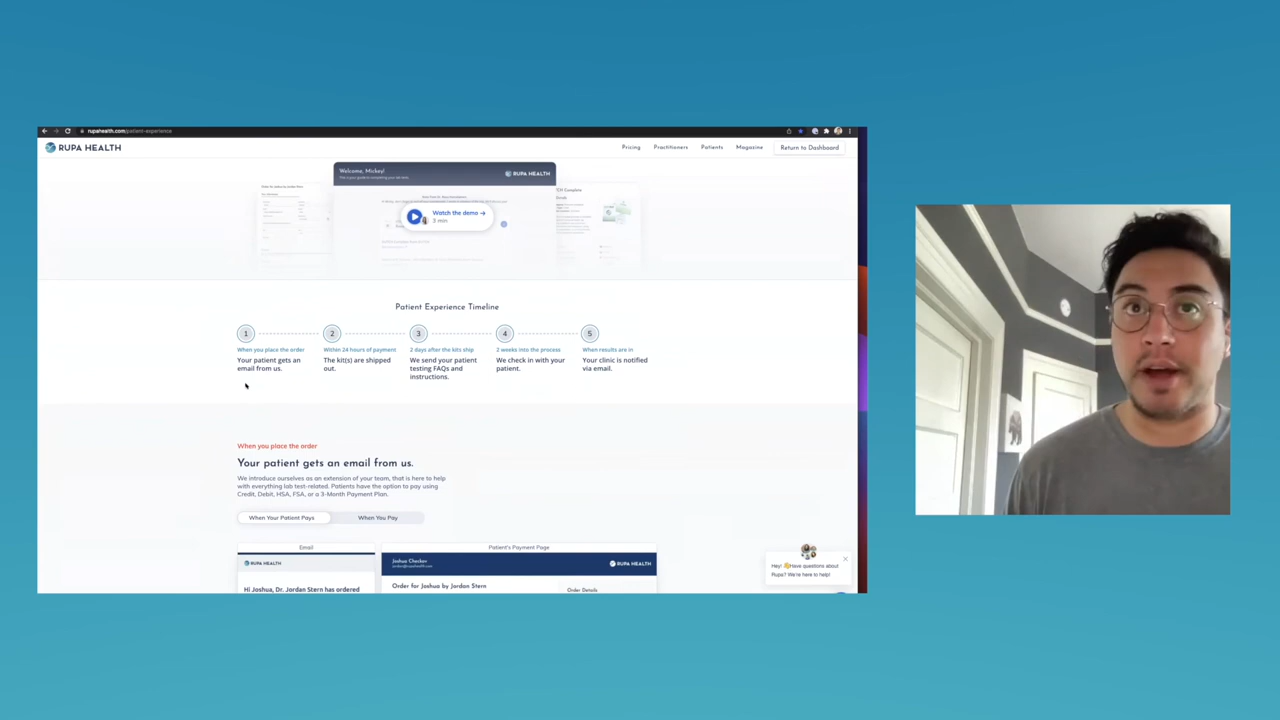 rupahealth.com/patient-experience
RUPA HEALTH
Pricing
Practitioners
Patients
Magazine
Return to Dashboard
Welcome, Mickey!
RUPA HEALTH
Watch the demo →
3 min
Patient Experience Timeline
1
2
3
4
5
When you place the order
Within 24 hours of payment
2 days after the kits ship
2 weeks into the process
When results are in
Your patient gets an
email from us.
The kit(s) are shipped
out.
We send your patient
testing FAQs and
instructions.
We check in with your
patient.
Your clinic is notified
via email.
When you place the order
Your patient gets an email from us.
We introduce ourselves as an extension of your team, that is here to help
with everything lab test-related. Patients have the option to pay using
Credit, Debit, HSA, FSA, or a 3-Month Payment Plan.
When Your Patient Pays
When You Pay
Email
Patient's Payment Page
RUPA HEALTH
Hi Joshua, Dr. Jordan Stern has ordered
RUPA HEALTH
Order for Joshua by Jordan Stern
Order Details
Hey! 👋Have questions about
Rupa? We're here to help!